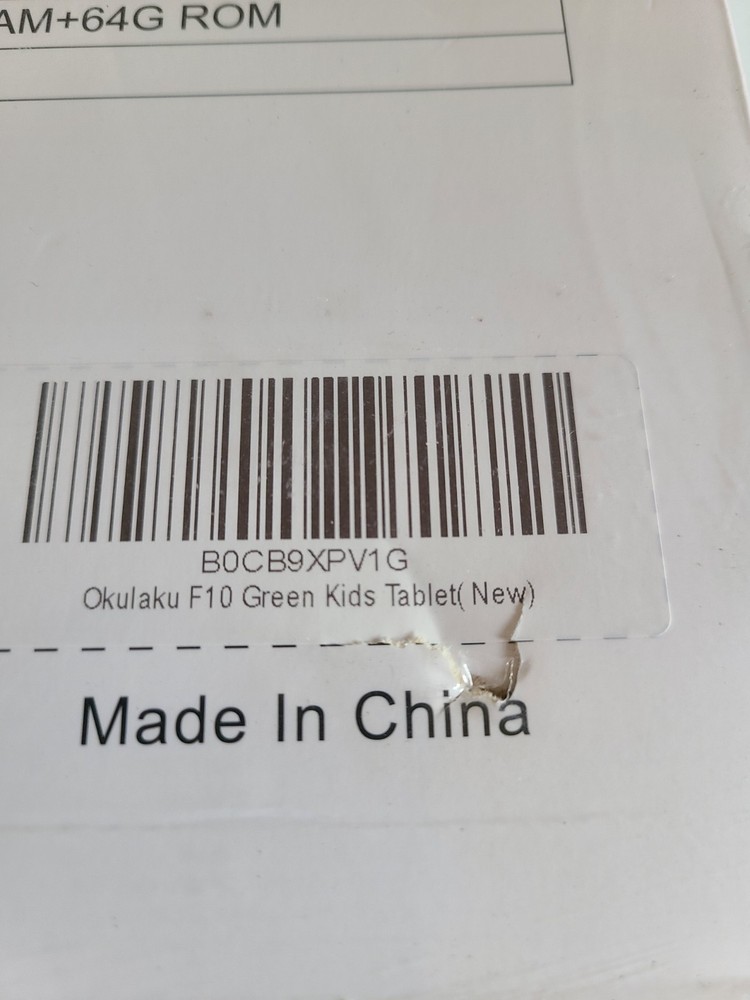 AM+64G ROM
B0CB9XPV1G
Okulaku F10 Green Kids Tablet( New)
Made In China